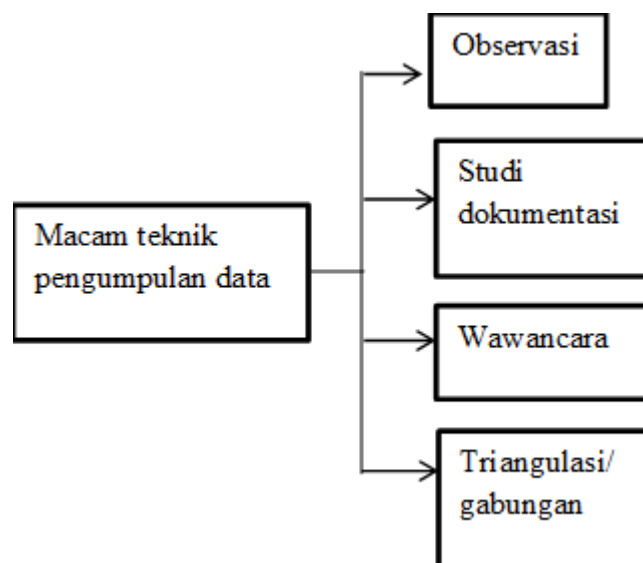 Observasi
Studi
dokumentasi
Macam teknik
pengumpulan data
Wawancara
Triangulasi/
gabungan